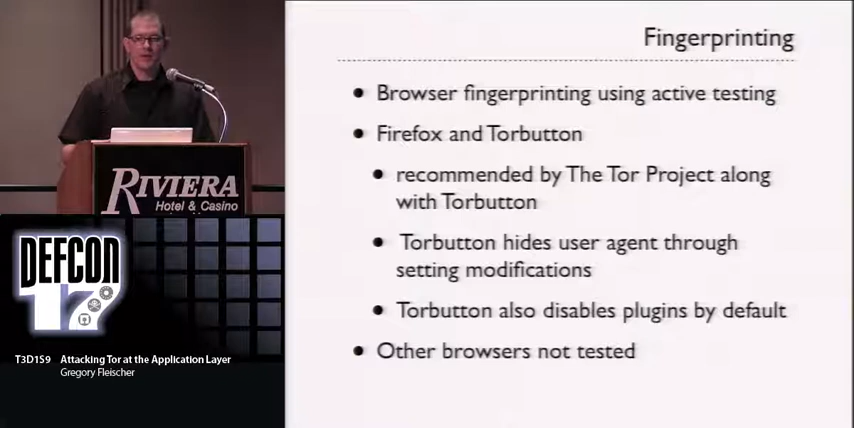 Fingerprinting
Browser fingerprinting using active testing
Firefox and Torbutton
recommended by The Tor Project along
with Torbutton
Torbutton hides user agent through
setting modifications
Torbutton also disables plugins by default
Other browsers not tested
RIVIERA
Hotel & Casino
DEFCON
17
T3D1S9 Attacking Tor at the Application Layer
Gregory Fleischer